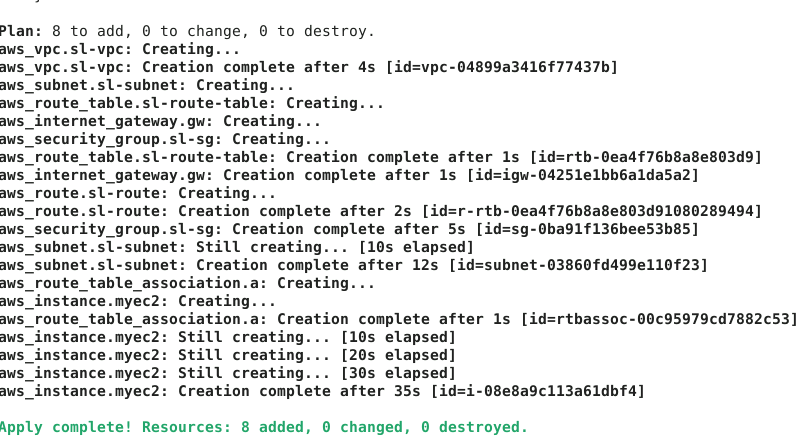 Plan: 8 to add, 0 to change, 0 to destroy.
aws_vpc.sl-vpc: Creating...
aws_vpc.sl-vpc: Creation complete after 4s [id=vpc-04899a3416f77437b]
aws_subnet.sl-subnet: Creating...
aws_route_table.sl-route-table: Creating...
aws_internet_gateway.gw: Creating...
aws_security_group.sl-sg: Creating...
aws_route_table.sl-route-table: Creation complete after 1s [id=rtb-0ea4f76b8a8e803d9]
aws_internet_gateway.gw: Creation complete after 1s [id=igw-04251e1bb6a1da5a2]
aws_route.sl-route: Creating...
aws_route.sl-route: Creation complete after 2s [id=r-rtb-0ea4f76b8a8e803d91080289494]
aws_security_group.sl-sg: Creation complete after 5s [id=sg-0ba91f136bee53b85]
aws_subnet.sl-subnet: Still creating... [10s elapsed]
aws_subnet.sl-subnet: Creation complete after 12s [id=subnet-03860fd499e110f23]
aws_route_table_association.a: Creating...
aws_instance.myec2: Creating...
aws_route_table_association.a: Creation complete after 1s [id=rtbassoc-00c95979cd7882c53]
aws_instance.myec2: Still creating... [10s elapsed]
aws_instance.myec2: Still creating... [20s elapsed]
aws_instance.myec2: Still creating... [30s elapsed]
aws_instance.myec2: Creation complete after 35s [id=i-08e8a9c113a61dbf4]
Apply complete! Resources: 8 added, 0 changed, 0 destroyed.